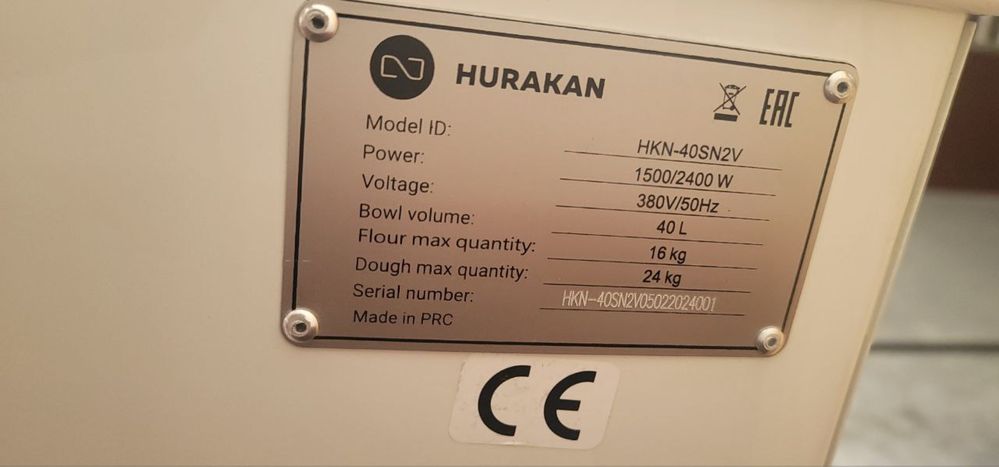 HURAKAN
EAC
Model ID: HKN-40SN2V
Power: 1500/2400 W
Voltage: 380V/50Hz
Bowl volume: 40 L
Flour max quantity: 16 kg
Dough max quantity: 24 kg
Serial number: HKN-40SN2V05022024001
Made in PRC
CE